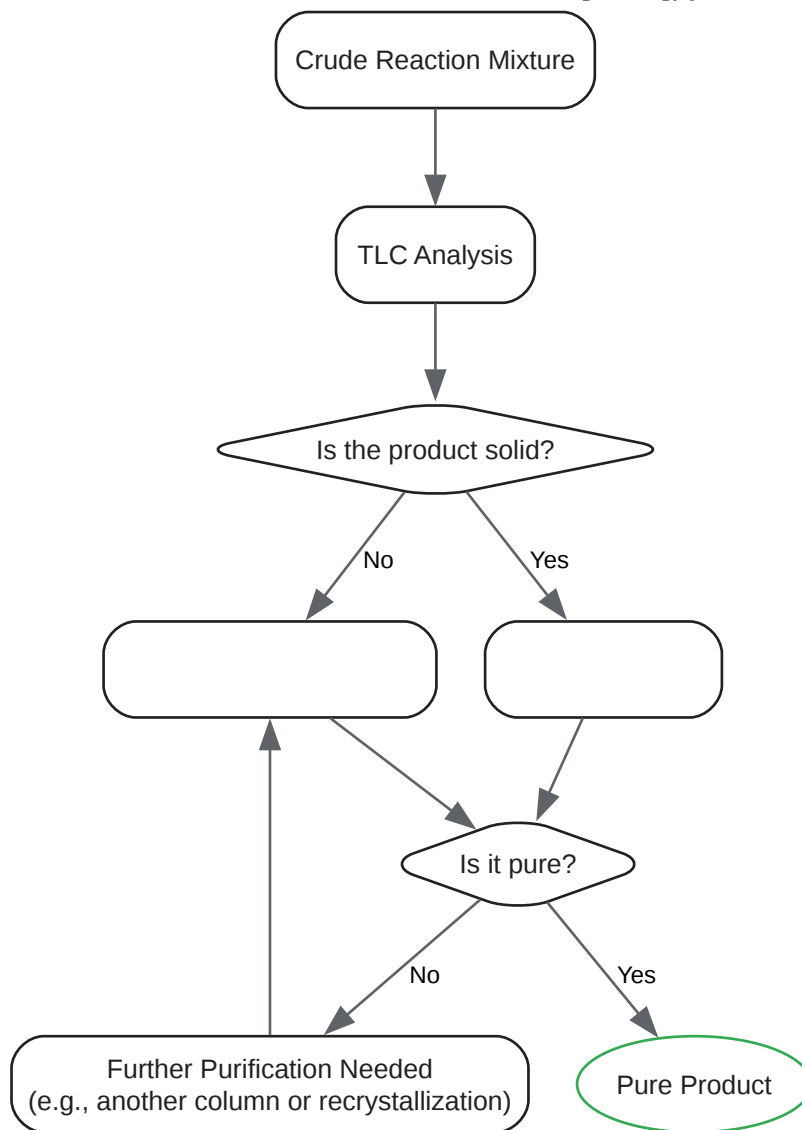 Crude Reaction Mixture
TLC Analysis
Is the product solid?
No
Yes
Is it pure?
No
Yes
Further Purification Needed
(e.g., another column or recrystallization)
Pure Product